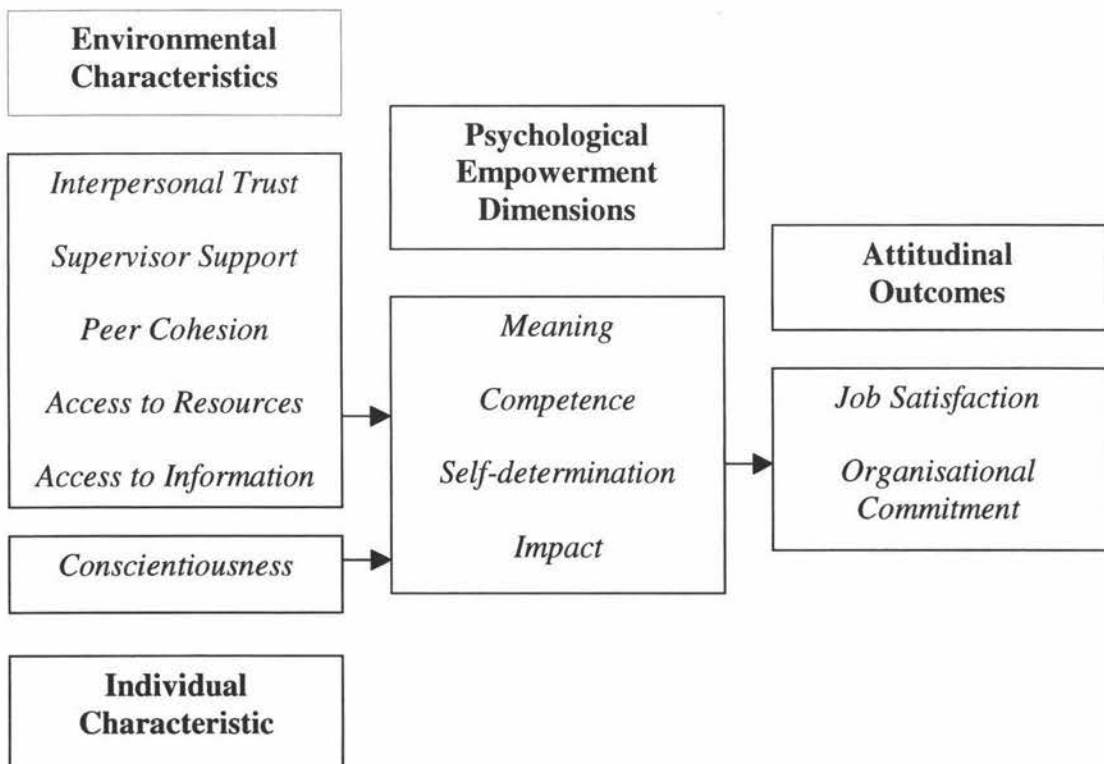 Environmental
Characteristics
Interpersonal Trust
Supervisor Support
Peer Cohesion
Access to Resources
Access to Information
Conscientiousness
Individual
Characteristic
Psychological
Empowerment
Dimensions
Meaning
Competence
Self-determination
Impact
Attitudinal
Outcomes
Job Satisfaction
Organisational
Commitment